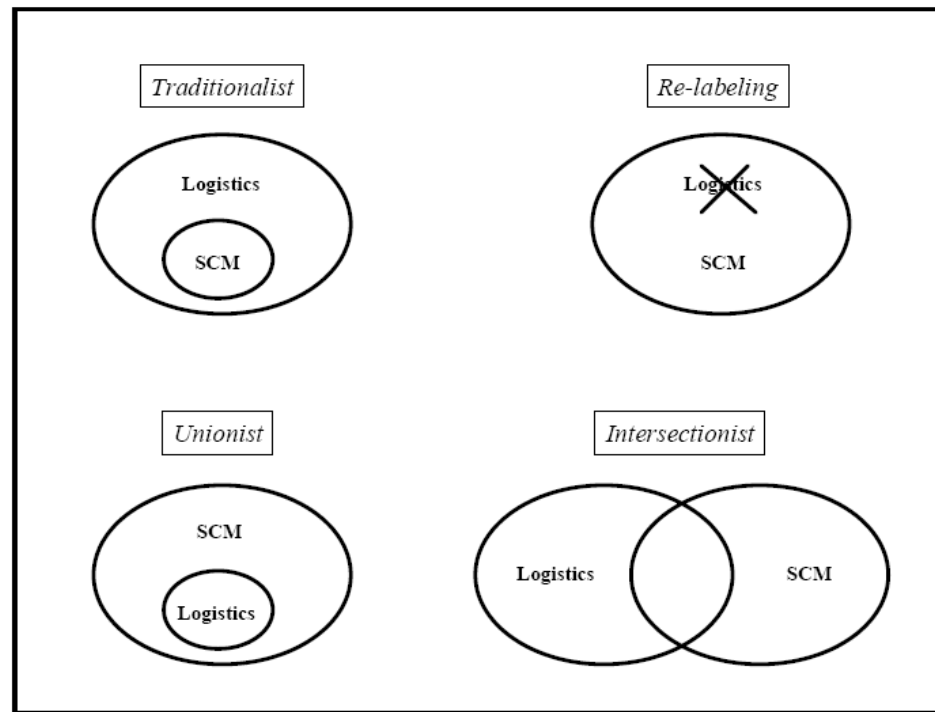 Traditionalist
Re-labeling
Logistics
SCM
Logistics
SCM
Unionist
Intersectionist
SCM
Logistics
Logistics
SCM